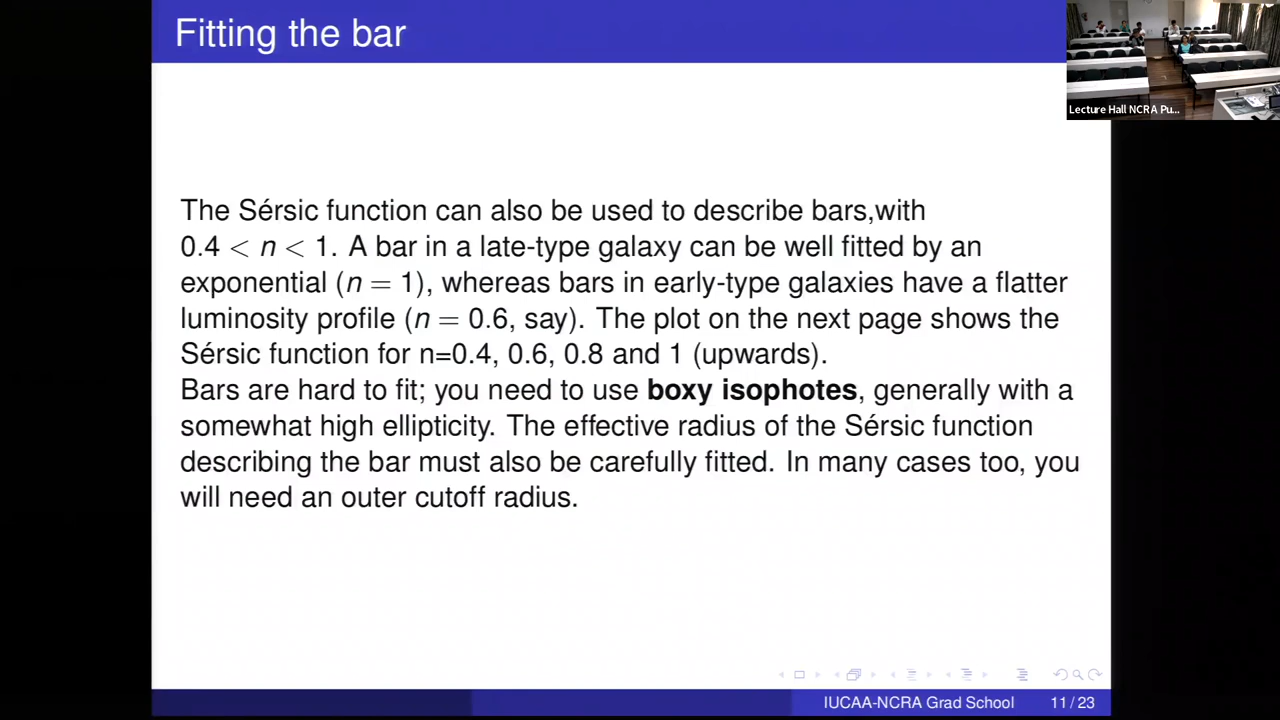 Fitting the bar
Lecture Hall NCRA Pu...
The Sérsic function can also be used to describe bars,with
0.4 < n < 1. A bar in a late-type galaxy can be well fitted by an
exponential (n = 1), whereas bars in early-type galaxies have a flatter
luminosity profile (n = 0.6, say). The plot on the next page shows the
Sérsic function for n=0.4, 0.6, 0.8 and 1 (upwards).
Bars are hard to fit; you need to use boxy isophotes, generally with a
somewhat high ellipticity. The effective radius of the Sérsic function
describing the bar must also be carefully fitted. In many cases too, you
will need an outer cutoff radius.
IUCAA-NCRA Grad School 11/23